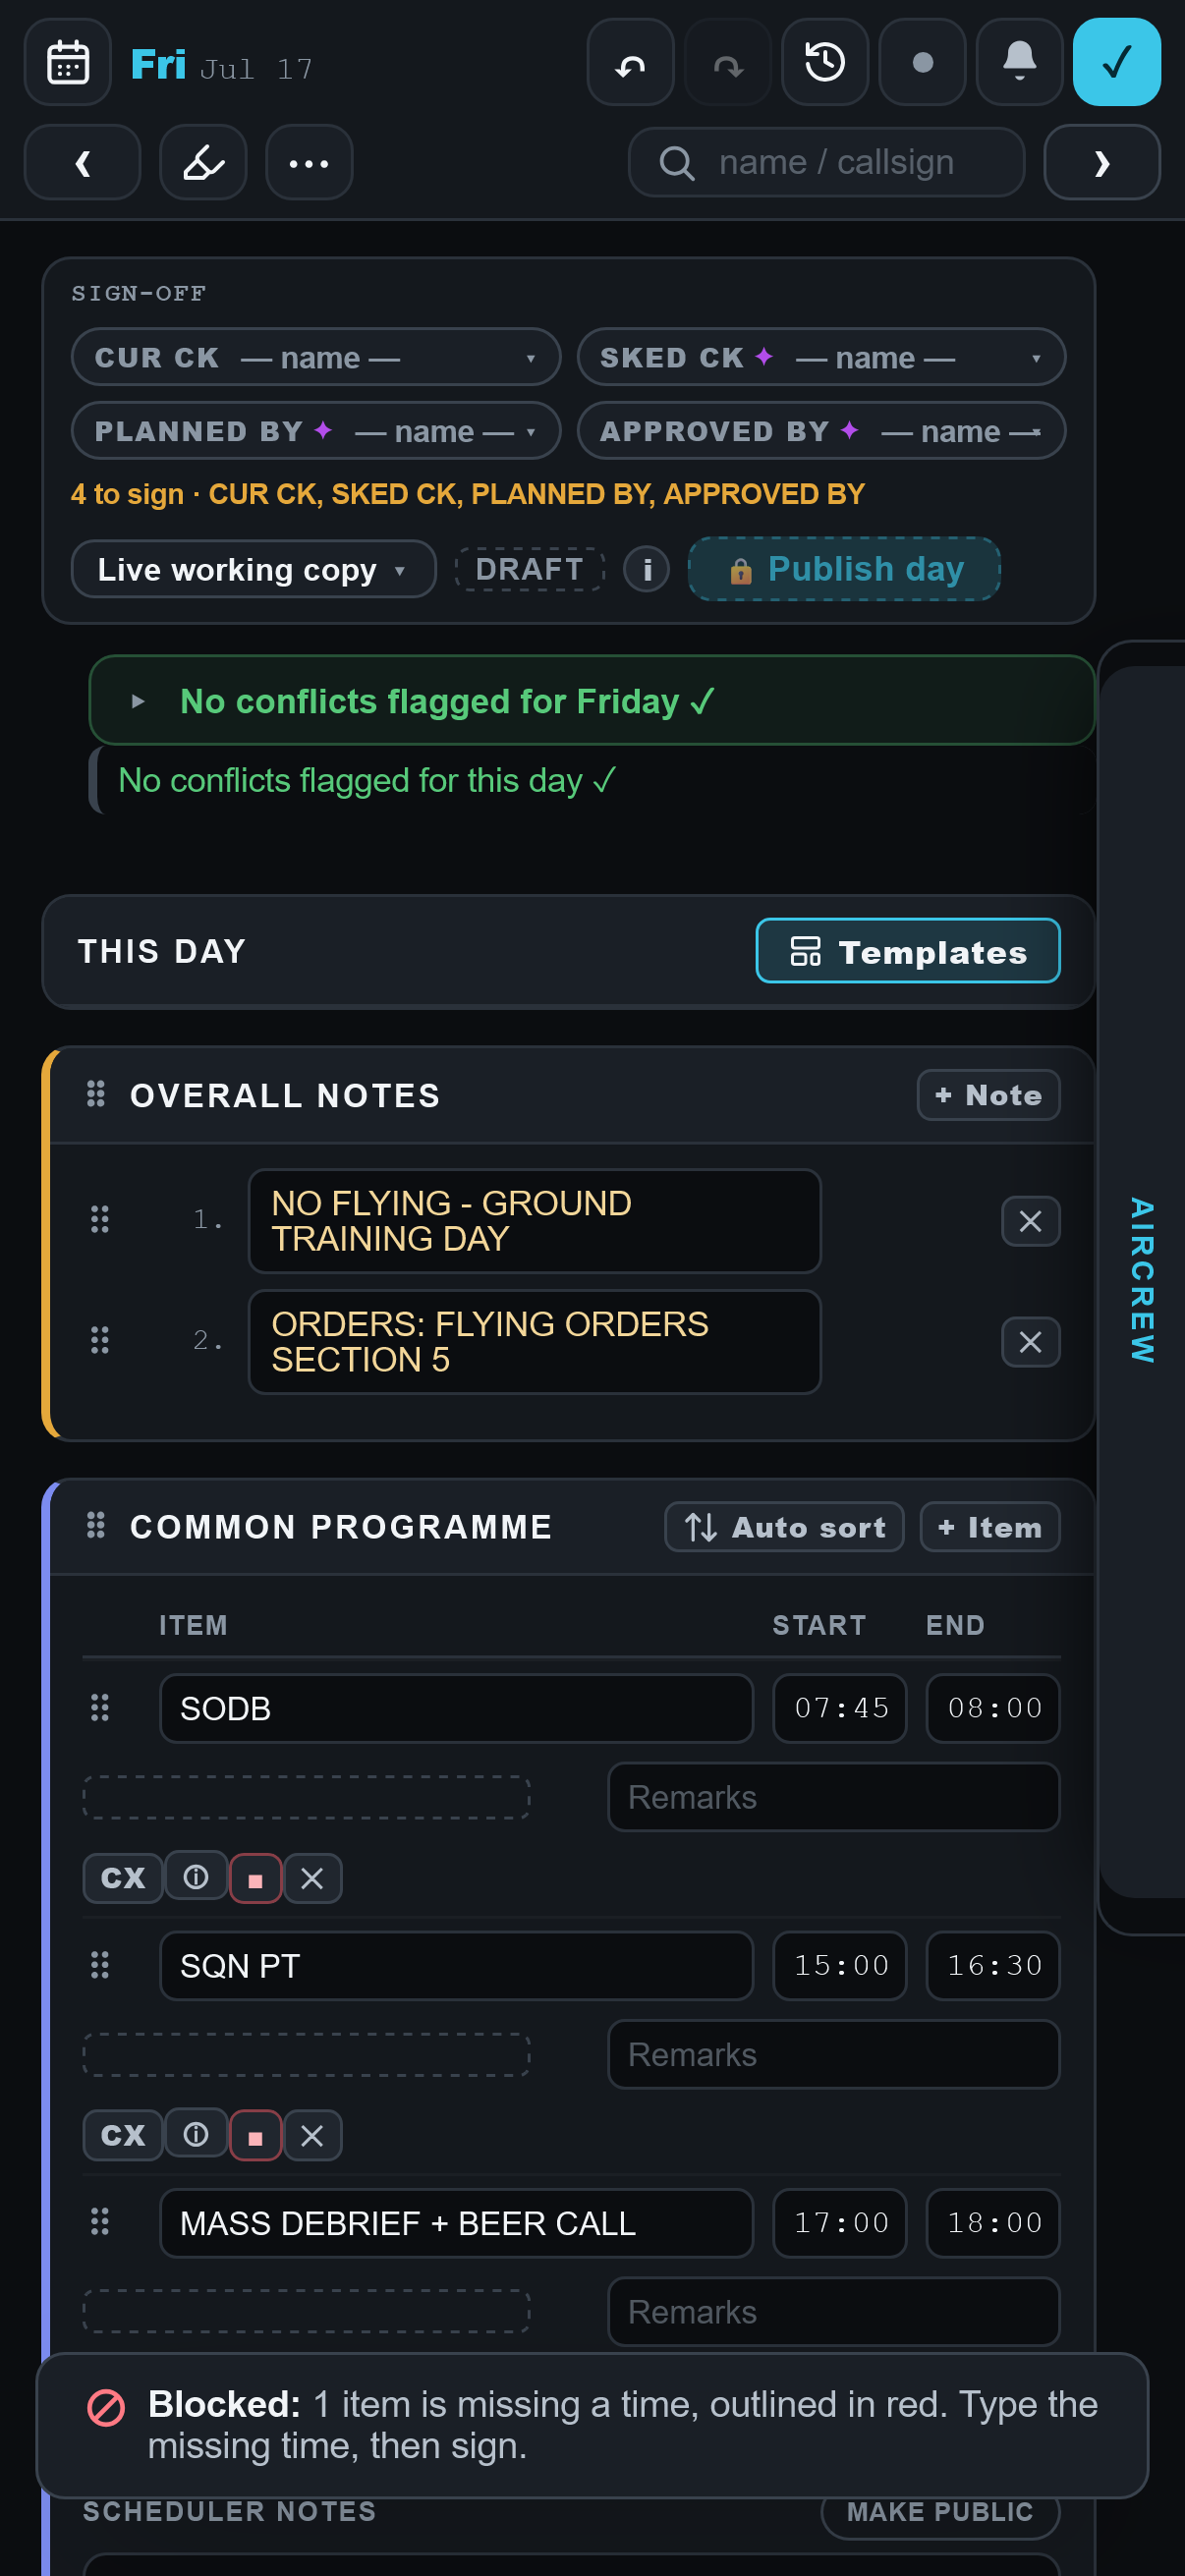 Fri Jul 17
name / callsign
SIGN-OFF
CUR CK — name —
SKED CK ✦ — name —
PLANNED BY ✦ — name —
APPROVED BY ✦ — name —
4 to sign · CUR CK, SKED CK, PLANNED BY, APPROVED BY
Live working copy
DRAFT
i
Publish day
No conflicts flagged for Friday ✓
No conflicts flagged for this day ✓
AIRCREW
THIS DAY
Templates
OVERALL NOTES
+ Note
1.
NO FLYING - GROUND
TRAINING DAY
2.
ORDERS: FLYING ORDERS
SECTION 5
COMMON PROGRAMME
Auto sort
+ Item
ITEM START END
SODB 07:45 08:00
Remarks
CX
SQN PT 15:00 16:30
Remarks
CX
MASS DEBRIEF + BEER CALL 17:00 18:00
Remarks
Blocked: 1 item is missing a time, outlined in red. Type the
missing time, then sign.
SCHEDULER NOTES
MAKE PUBLIC